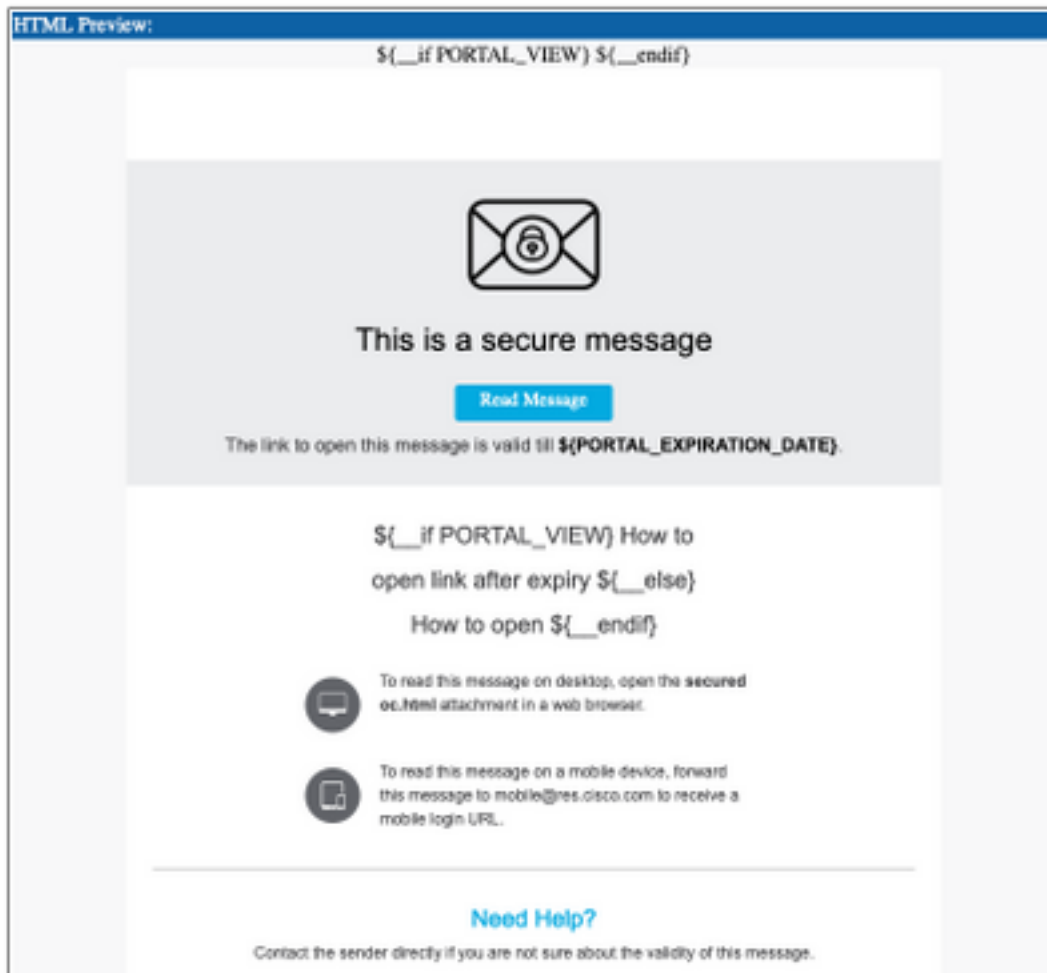 HTML Preview:
${__if PORTAL_VIEW} ${__endif}
This is a secure message
Read Message
The link to open this message is valid till ${PORTAL_EXPIRATION_DATE}.
${__if PORTAL_VIEW} How to
open link after expiry ${__else}
How to open ${__endif}
To read this message on desktop, open the secured
oc.html attachment in a web browser.
To read this message on a mobile device, forward
this message to mobile@res.cisco.com to receive a
mobile login URL.
Need Help?
Contact the sender directly if you are not sure about the validity of this message.